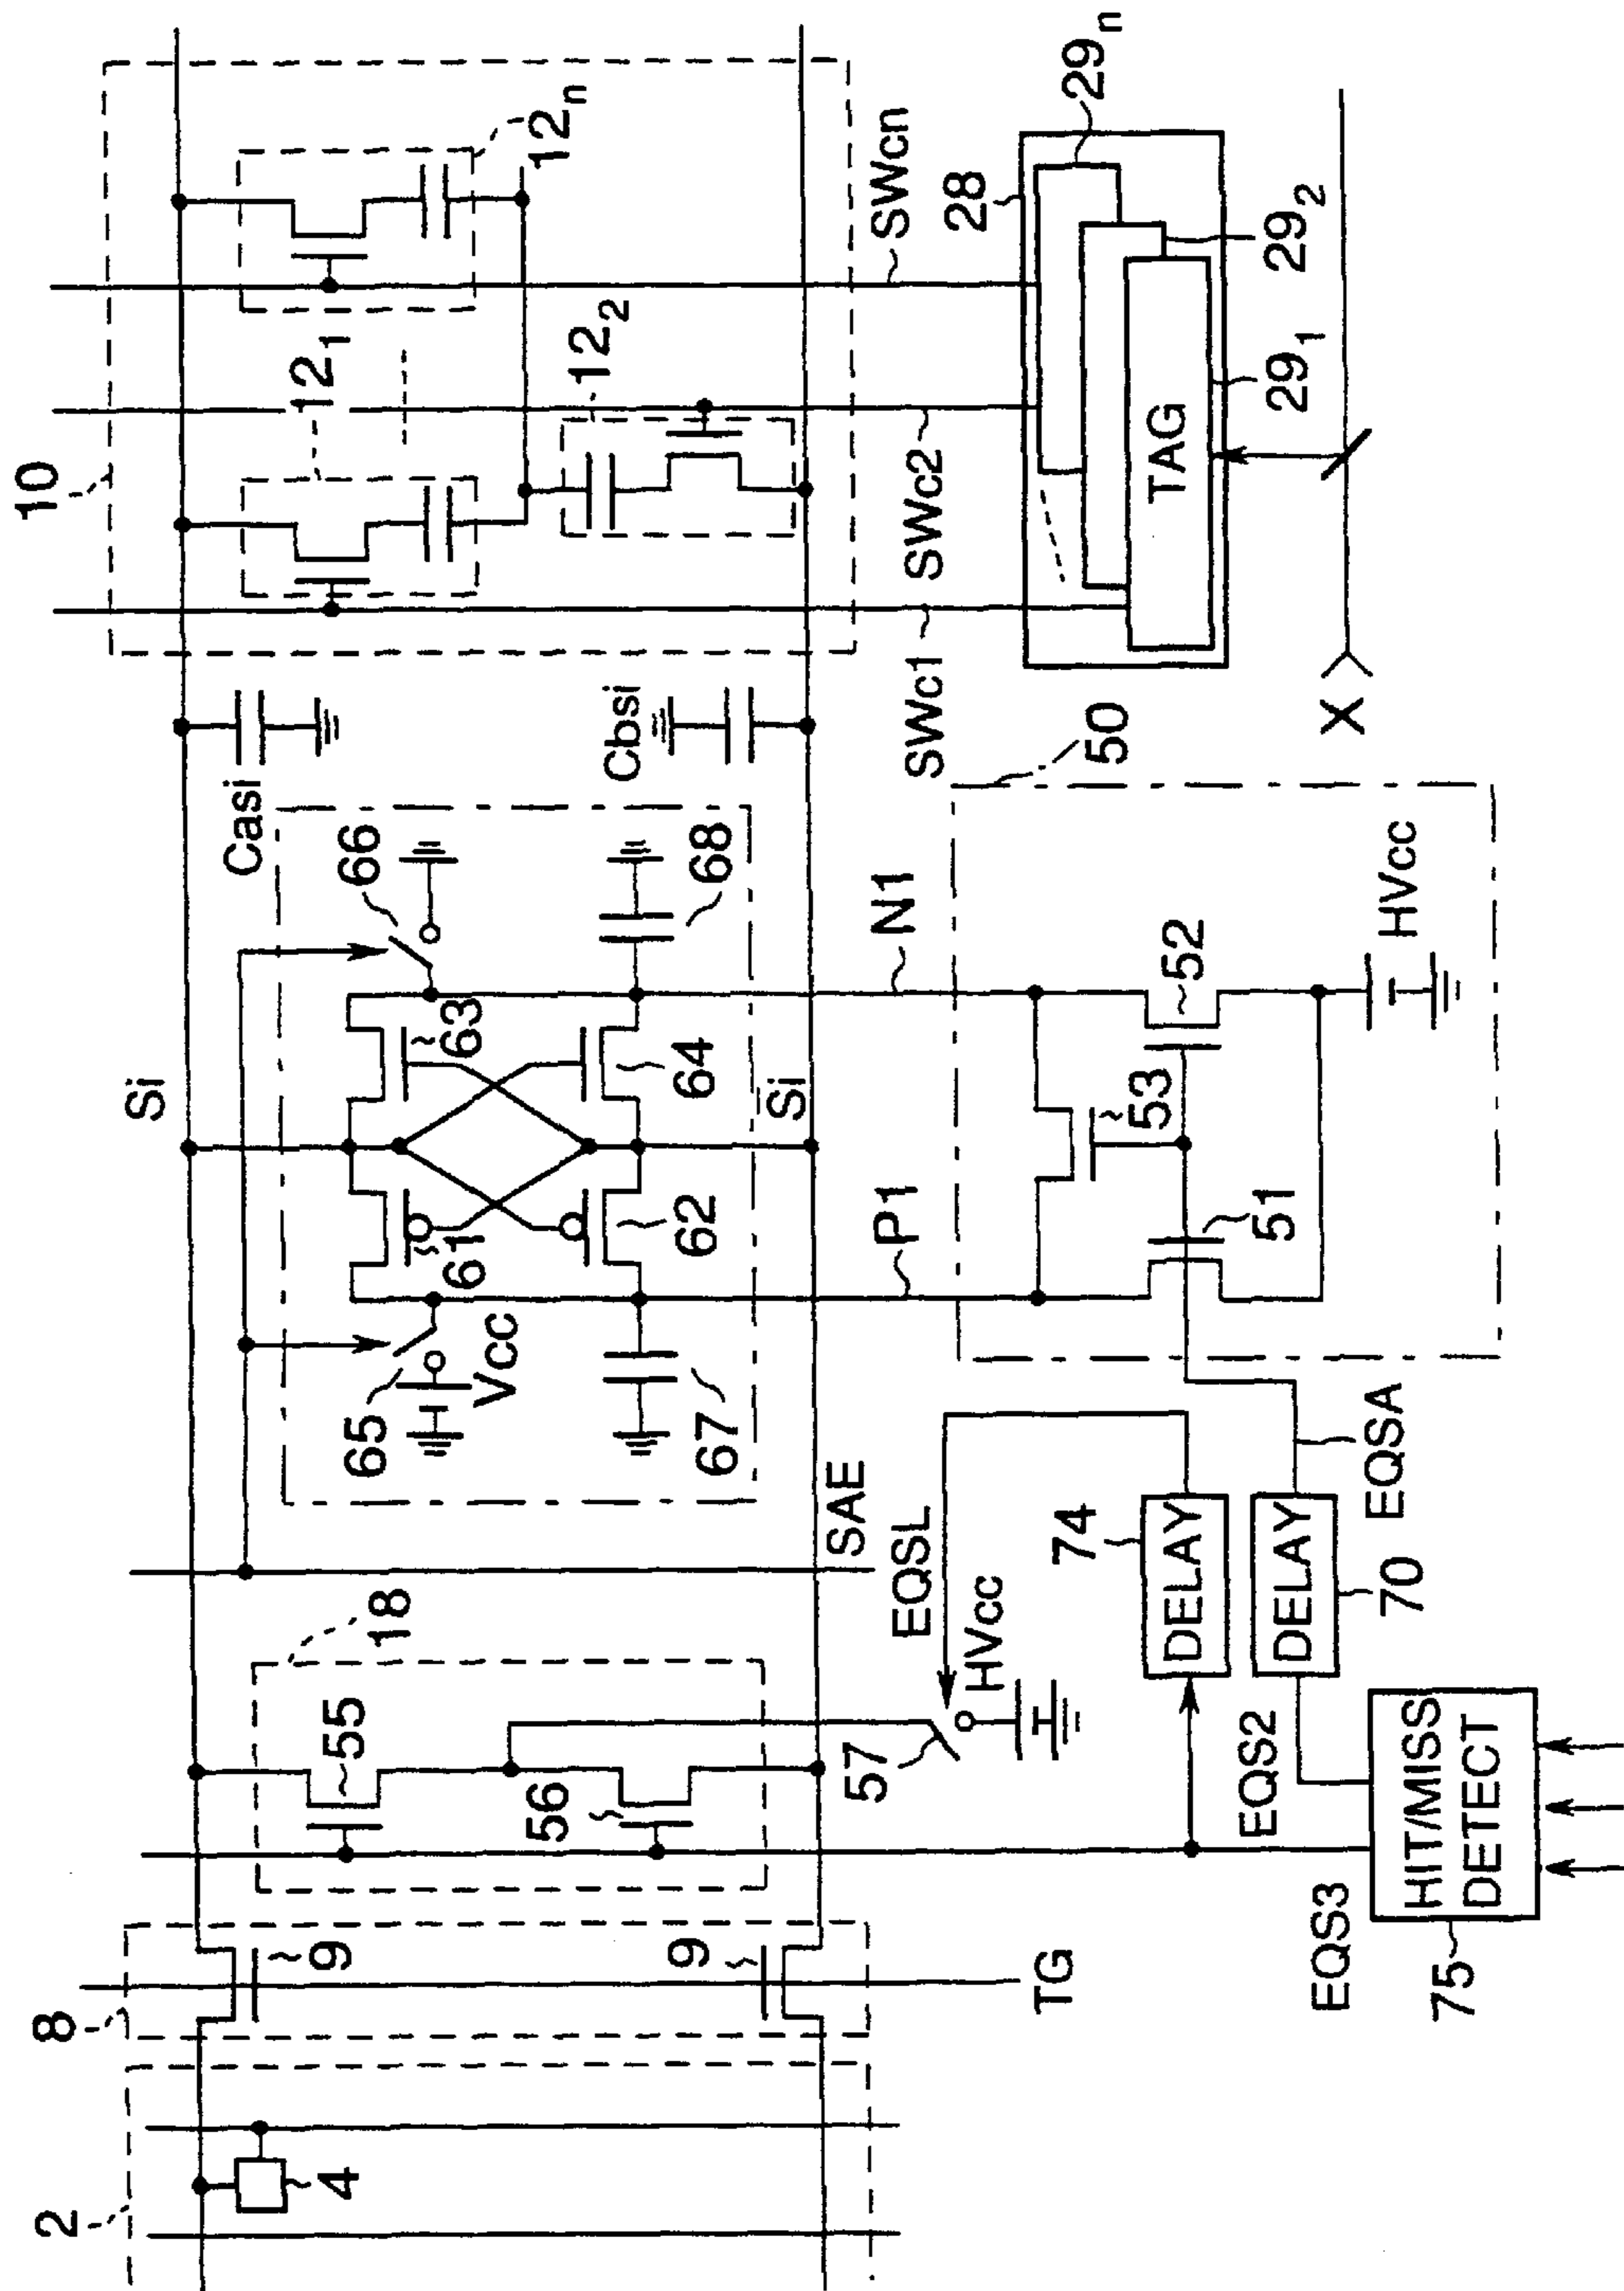 10
12₁
12₂
12ₙ
SWc1
SWc2
SWcn
28
29ₙ
29₂
29₁
TAG
X
Casi
Cbsi
66
68
63
64
Si
S̅i̅
61
62
65
Vcc
67
N1
P1
50
52
53
51
HVcc
SAE
18
55
56
57
EQSL
HVcc
74
DELAY
DELAY
70
EQSA
EQS2
EQS3
HIT/MISS
DETECT
75
8
9
9
TG
2
4